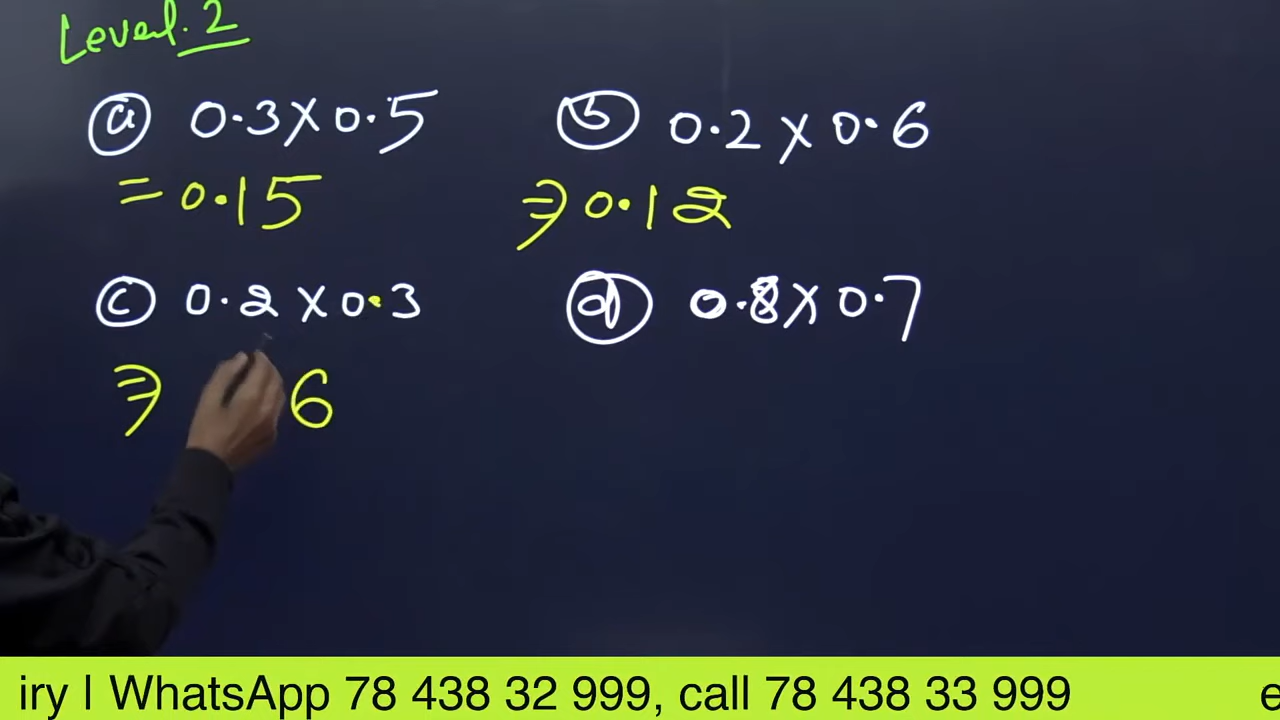 Level. 2
(a) 0.3 x 0.5
= 0.15
(b) 0.2 x 0.6
⇒ 0.12
(c) 0.2 x 0.3
⇒ 6
(d) 0.8 x 0.7
iry I WhatsApp 78 438 32 999, call 78 438 33 999 e